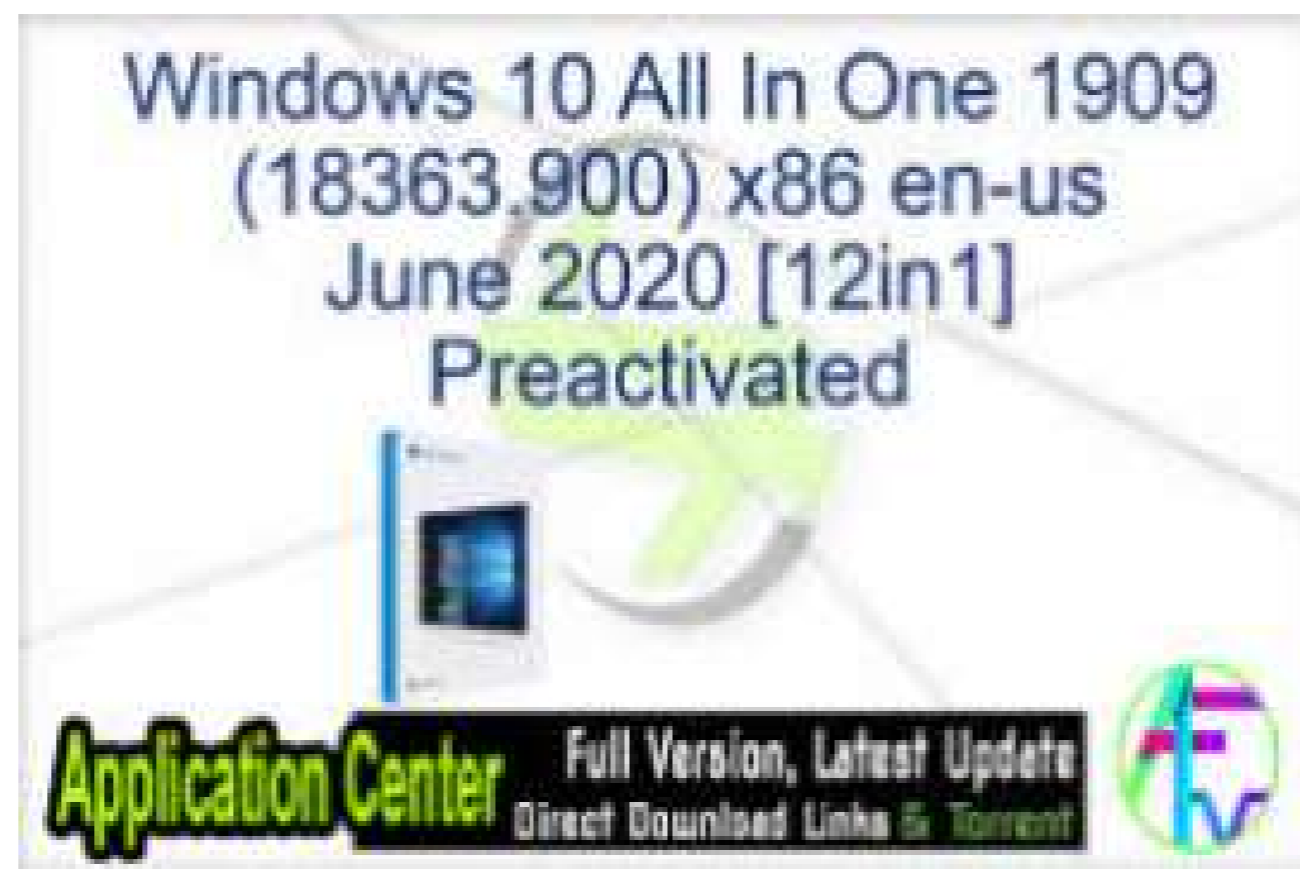 Windows 10 All In One 1909
(18363.900) x86 en-us
June 2020 [12in1]
Preactivated
Application Center
Full Version, Latest Update
Direct Download Links & Torrent